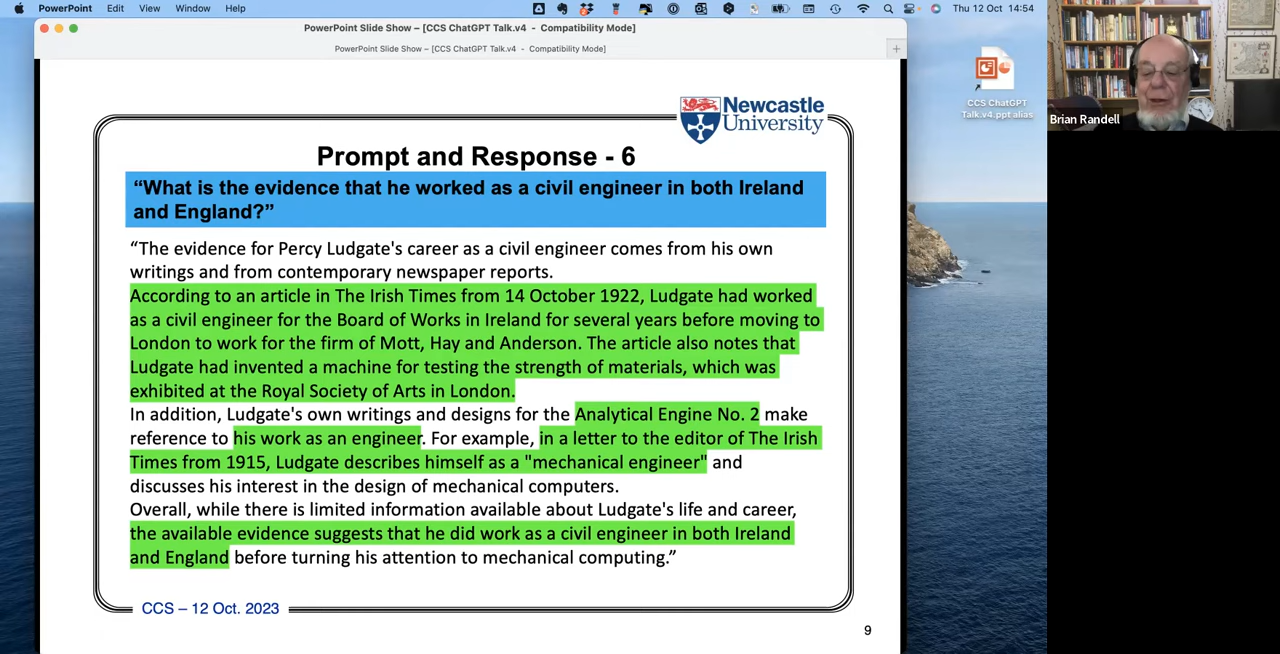 PowerPoint Edit View Window Help Thu 12 Oct 14:54
PowerPoint Slide Show – [CCS ChatGPT Talk.v4 - Compatibility Mode]
PowerPoint Slide Show – [CCS ChatGPT Talk.v4 - Compatibility Mode]
CCS ChatGPT
Talk.v4.ppt alias
Brian Randell
Newcastle
University
Prompt and Response - 6
“What is the evidence that he worked as a civil engineer in both Ireland
and England?”
“The evidence for Percy Ludgate's career as a civil engineer comes from his own
writings and from contemporary newspaper reports.
According to an article in The Irish Times from 14 October 1922, Ludgate had worked
as a civil engineer for the Board of Works in Ireland for several years before moving to
London to work for the firm of Mott, Hay and Anderson. The article also notes that
Ludgate had invented a machine for testing the strength of materials, which was
exhibited at the Royal Society of Arts in London.
In addition, Ludgate's own writings and designs for the Analytical Engine No. 2 make
reference to his work as an engineer. For example, in a letter to the editor of The Irish
Times from 1915, Ludgate describes himself as a "mechanical engineer" and
discusses his interest in the design of mechanical computers.
Overall, while there is limited information available about Ludgate's life and career,
the available evidence suggests that he did work as a civil engineer in both Ireland
and England before turning his attention to mechanical computing.”
CCS – 12 Oct. 2023
9